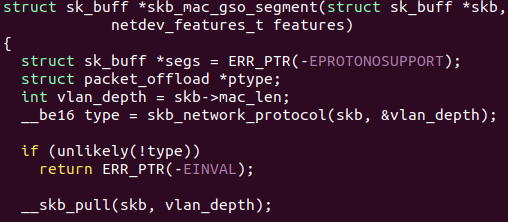 struct sk_buff *skb_mac_gso_segment(struct sk_buff *skb,
netdev_features_t features)
{
struct sk_buff *segs = ERR_PTR(-EPROTONOSUPPORT);
struct packet_offload *ptype;
int vlan_depth = skb->mac_len;
__be16 type = skb_network_protocol(skb, &vlan_depth);
if (unlikely(!type))
return ERR_PTR(-EINVAL);
__skb_pull(skb, vlan_depth);